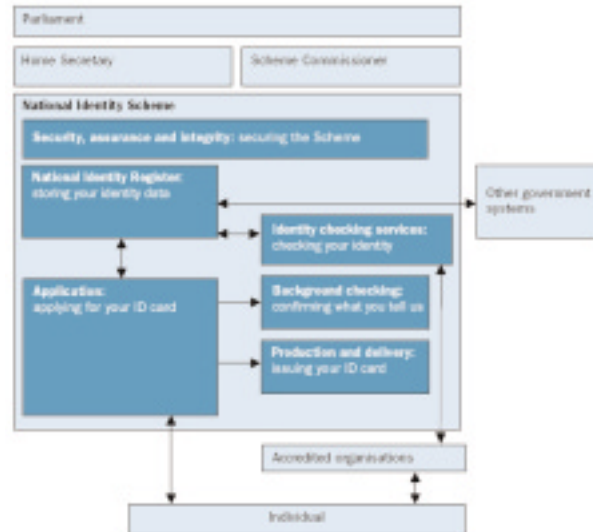 Parliament
Home Secretary
Scheme Commissioner
National Identity Scheme
Security, assurance and integrity: securing the Scheme
National Identity Register:
storing your identity data
Other government
systems
Identity checking services:
checking your identity
Application:
applying for your ID card
Background checking:
confirming what you tell us
Production and delivery:
issuing your ID card
Accredited organisations
Individual